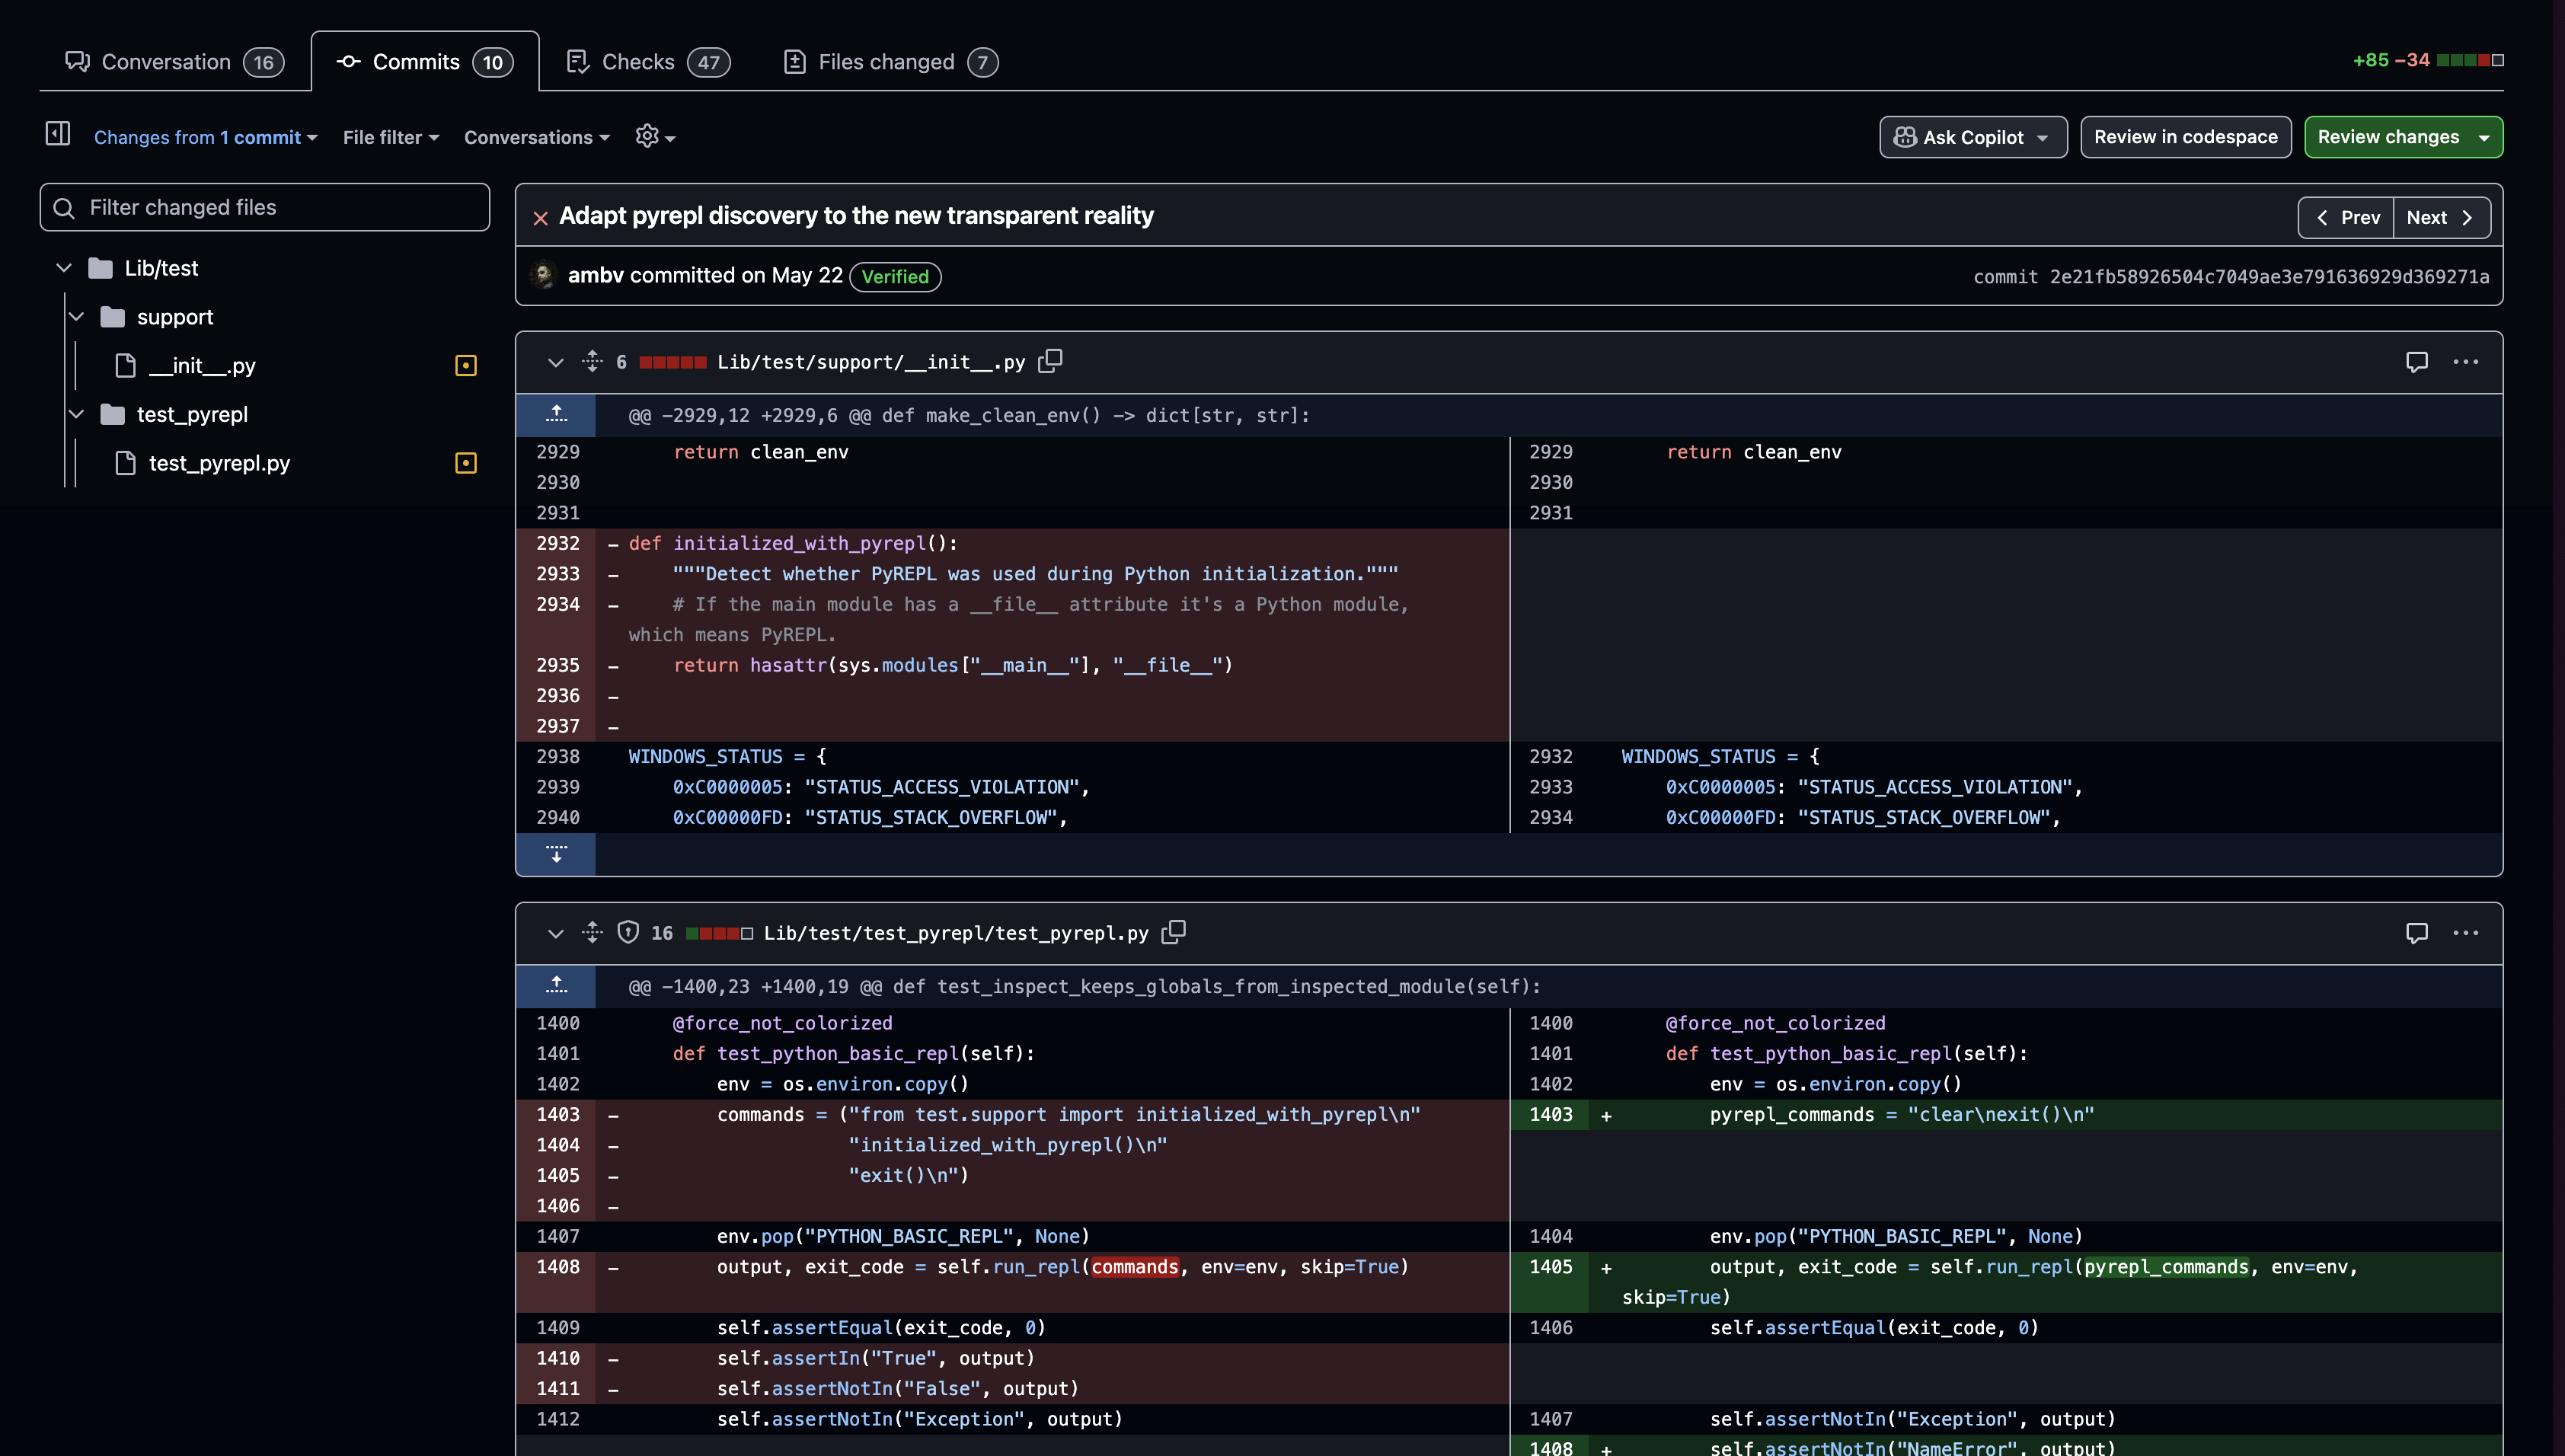 Conversation 16
Commits 10
Checks 47
Files changed 7
+85 −34
Changes from 1 commit
File filter
Conversations
Ask Copilot
Review in codespace
Review changes
Filter changed files
Lib/test
support
__init__.py
test_pyrepl
test_pyrepl.py
Adapt pyrepl discovery to the new transparent reality
Prev
Next
ambv committed on May 22 Verified
commit 2e21fb58926504c7049ae3e791636929d369271a
6 Lib/test/support/__init__.py
@@ -2929,12 +2929,6 @@ def make_clean_env() -> dict[str, str]:
2929 return clean_env
2930
2931
2932 - def initialized_with_pyrepl():
2933 - """Detect whether PyREPL was used during Python initialization."""
2934 - # If the main module has a __file__ attribute it's a Python module,
which means PyREPL.
2935 - return hasattr(sys.modules["__main__"], "__file__")
2936 -
2937 -
2938 WINDOWS_STATUS = {
2939 0xC0000005: "STATUS_ACCESS_VIOLATION",
2940 0xC00000FD: "STATUS_STACK_OVERFLOW",
2929 return clean_env
2930
2931
2932 WINDOWS_STATUS = {
2933 0xC0000005: "STATUS_ACCESS_VIOLATION",
2934 0xC00000FD: "STATUS_STACK_OVERFLOW",
16 Lib/test/test_pyrepl/test_pyrepl.py
@@ -1400,23 +1400,19 @@ def test_inspect_keeps_globals_from_inspected_module(self):
1400 @force_not_colorized
1401 def test_python_basic_repl(self):
1402 env = os.environ.copy()
1403 - commands = ("from test.support import initialized_with_pyrepl\n"
1404 - "initialized_with_pyrepl()\n"
1405 - "exit()\n")
1406 -
1407 env.pop("PYTHON_BASIC_REPL", None)
1408 - output, exit_code = self.run_repl(commands, env=env, skip=True)
1409 self.assertEqual(exit_code, 0)
1410 - self.assertIn("True", output)
1411 - self.assertNotIn("False", output)
1412 self.assertNotIn("Exception", output)
1400 @force_not_colorized
1401 def test_python_basic_repl(self):
1402 env = os.environ.copy()
1403 + pyrepl_commands = "clear\nexit()\n"
1404 env.pop("PYTHON_BASIC_REPL", None)
1405 + output, exit_code = self.run_repl(pyrepl_commands, env=env,
skip=True)
1406 self.assertEqual(exit_code, 0)
1407 self.assertNotIn("Exception", output)
1408 + self.assertNotIn("NameError", output)